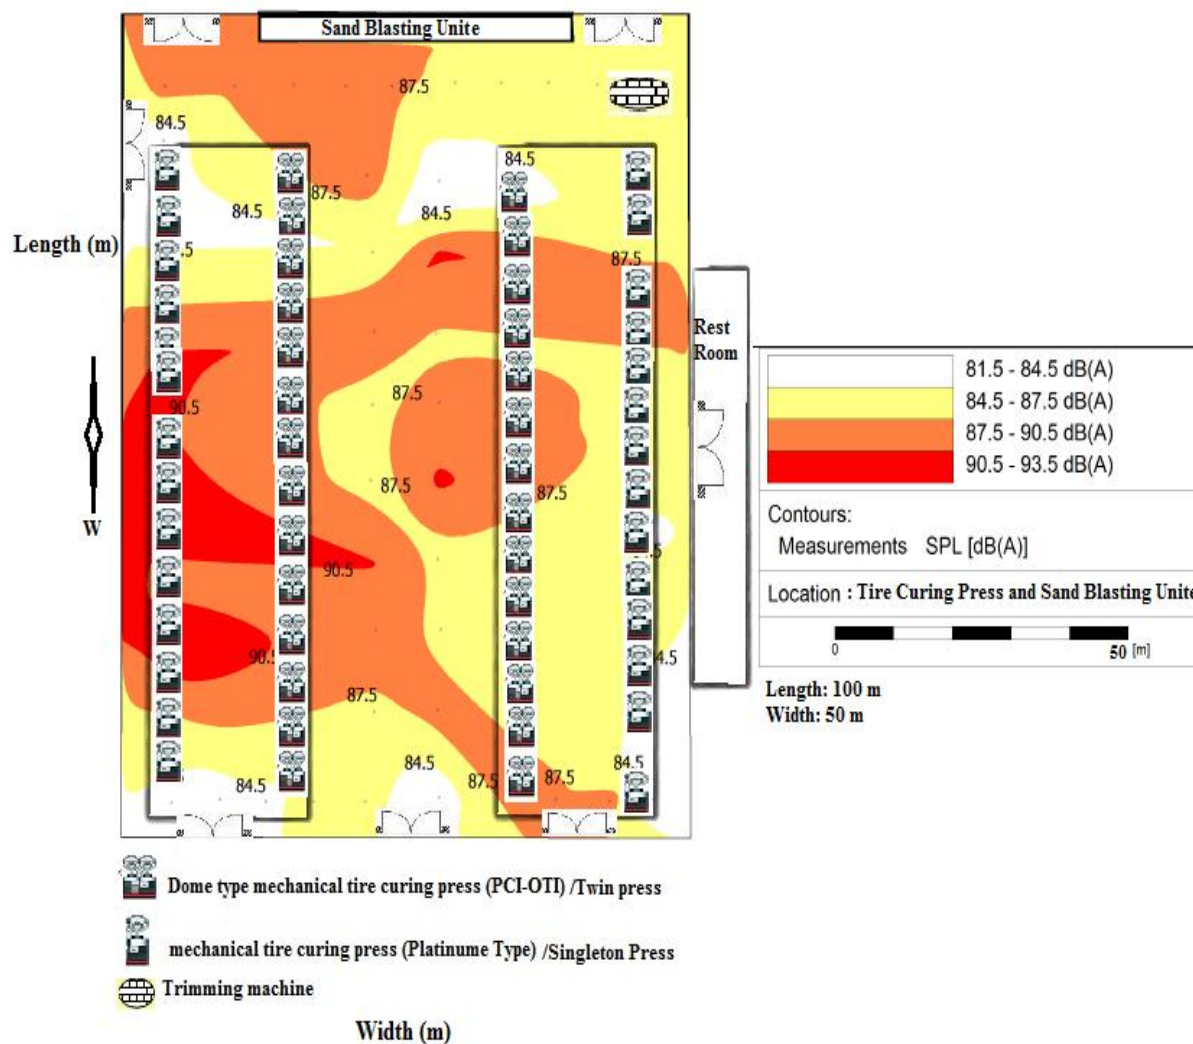 Sand Blasting Unite
87.5
84.5
84.5
87.5
84.5
84.5
Length (m)
.5
87.5
Rest
Room
81.5 - 84.5 dB(A)
84.5 - 87.5 dB(A)
87.5 - 90.5 dB(A)
90.5 - 93.5 dB(A)
87.5
90.5
87.5
87.5
W
Contours:
Measurements SPL [dB(A)]
Location : Tire Curing Press and Sand Blasting Unite
90.5
90.5
4.5
87.5
0 50 [m]
Length: 100 m
Width: 50 m
84.5
84.5
87.5
87.5
84.5
Dome type mechanical tire curing press (PCI-OTI) /Twin press
mechanical tire curing press (Platinume Type) /Singleton Press
Trimming machine
Width (m)